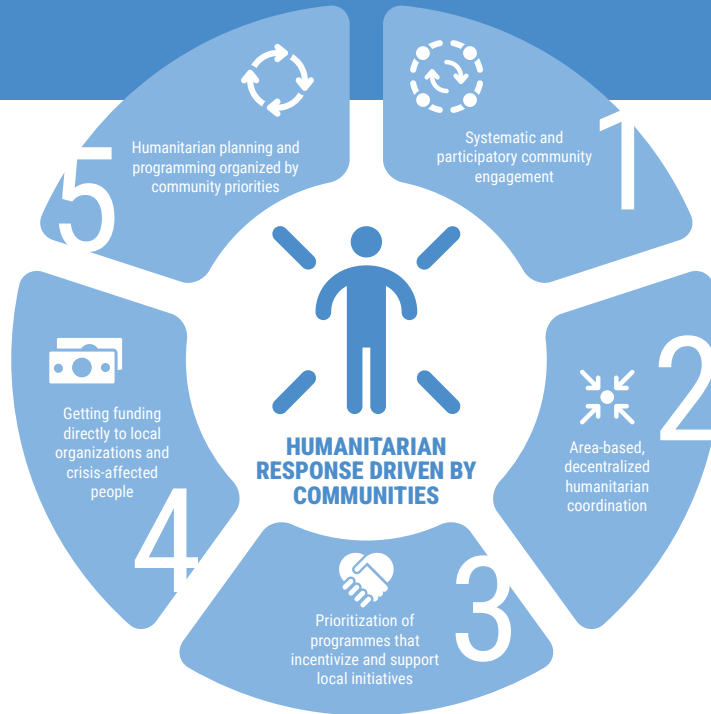 1
Systematic and
participatory community
engagement
2
Area-based,
decentralized
humanitarian
coordination
3
Prioritization of
programmes that
incentivize and support
local initiatives
4
Getting funding
directly to local
organizations and
crisis-affected
people
5
Humanitarian planning and
programming organized by
community priorities
HUMANITARIAN
RESPONSE DRIVEN BY
COMMUNITIES